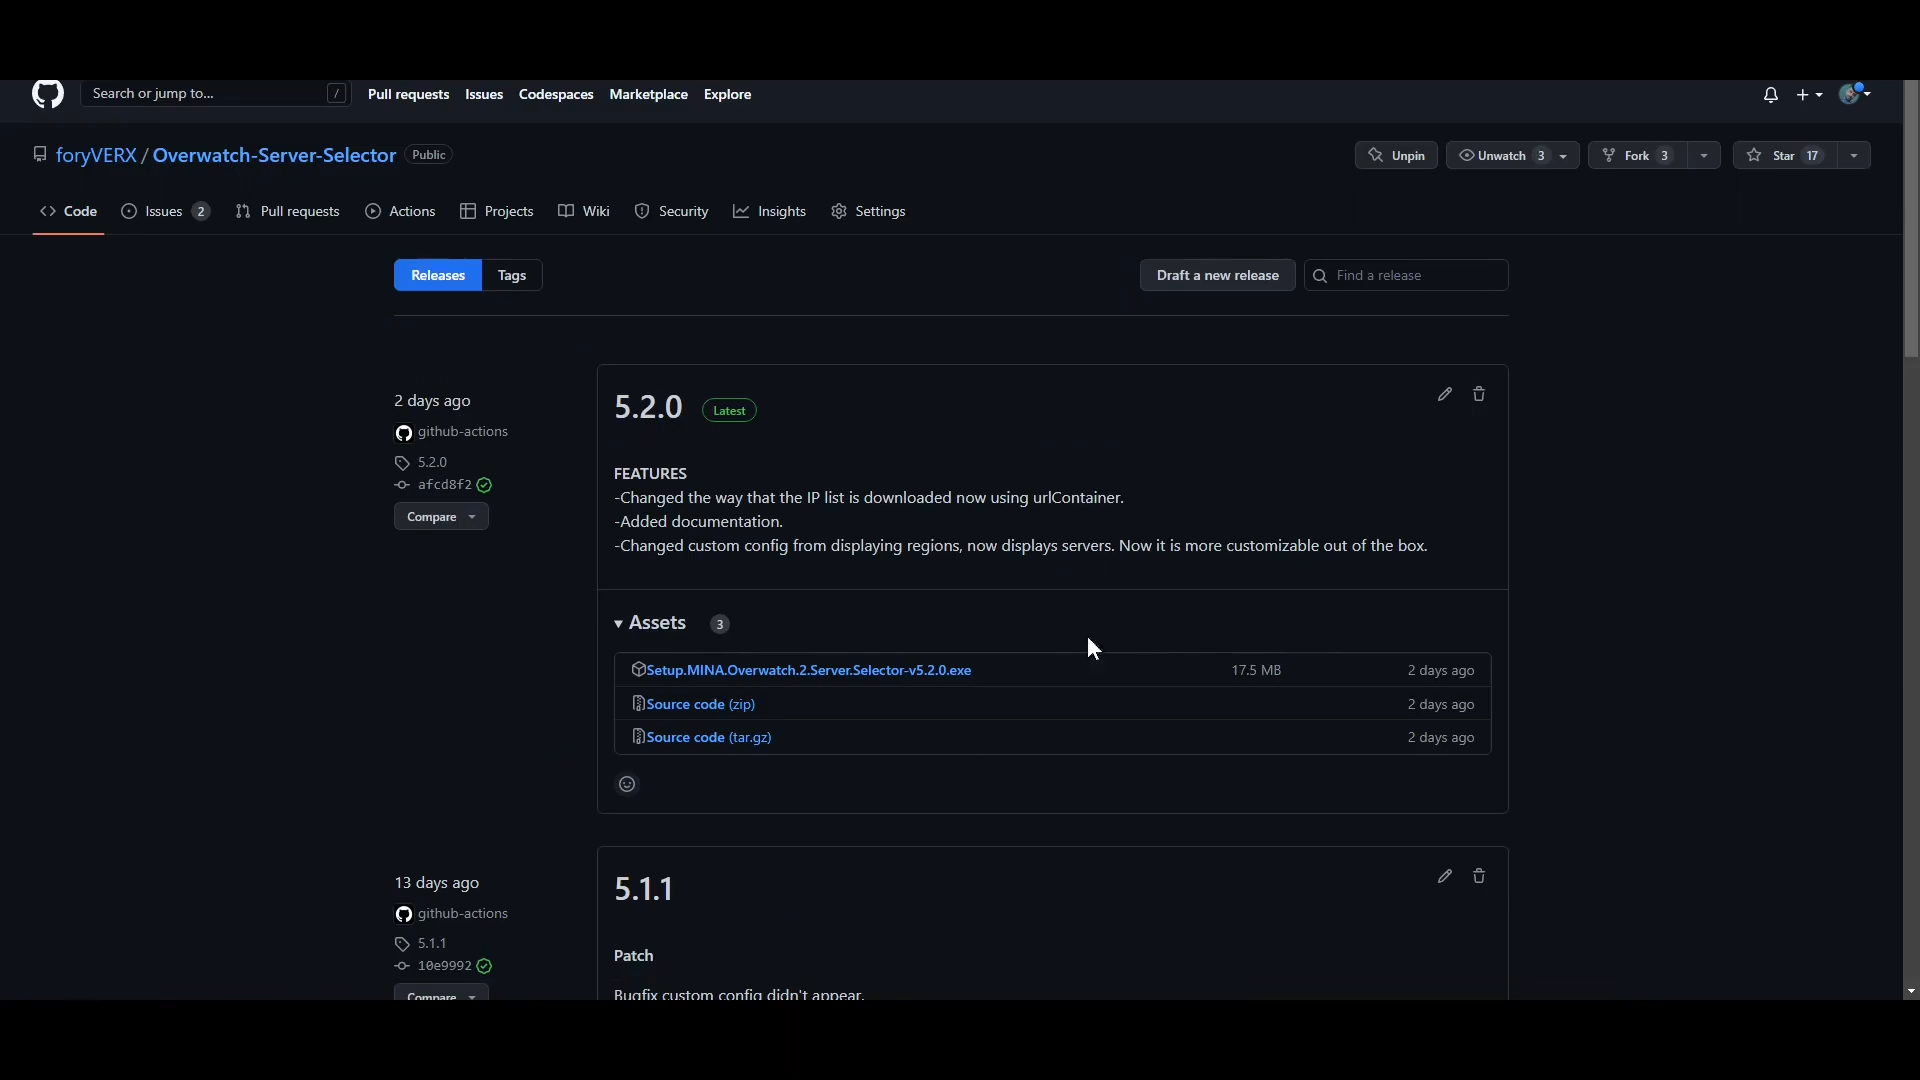 Search or jump to... / Pull requests Issues Codespaces Marketplace Explore
foryVERX / Overwatch-Server-Selector Public Unpin Unwatch 3 Fork 3 Star 17
Code Issues 2 Pull requests Actions Projects Wiki Security Insights Settings
Releases Tags Draft a new release Find a release
2 days ago
github-actions
5.2.0
afcd8f2
Compare
5.2.0 Latest
FEATURES
-Changed the way that the IP list is downloaded now using urlContainer.
-Added documentation.
-Changed custom config from displaying regions, now displays servers. Now it is more customizable out of the box.
Assets 3
Setup.MINA.Overwatch.2.Server.Selector-v5.2.0.exe 17.5 MB 2 days ago
Source code (zip) 2 days ago
Source code (tar.gz) 2 days ago
13 days ago
github-actions
5.1.1
10e9992
Compare
5.1.1
Patch
Bugfix custom config didn't appear.